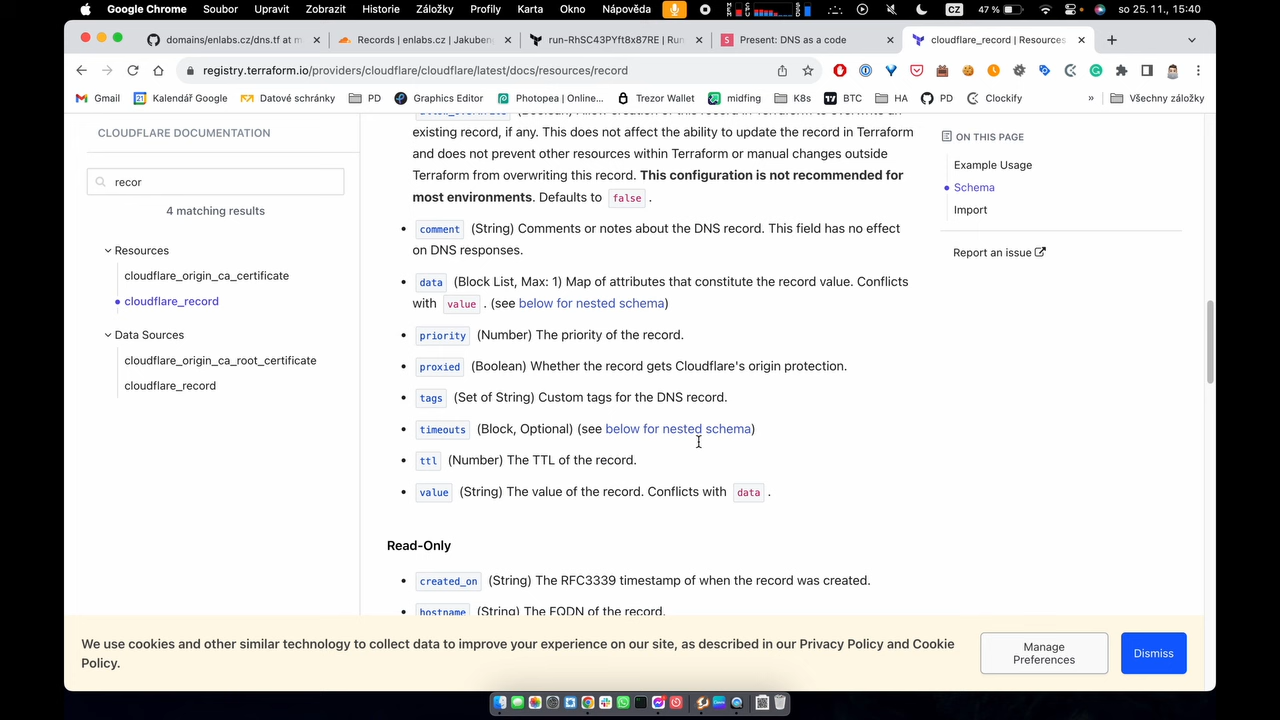 Google Chrome Soubor Upravit Zobrazit Historie Záložky Profily Karta Okno Nápověda CZ 47 % so 25. 11., 15:40
domains/enlabs.cz/dns.tf at m Records | enlabs.cz | Jakubeng run-RhSC43PYft8x87RE | Run Present: DNS as a code cloudflare_record | Resources
registry.terraform.io/providers/cloudflare/cloudflare/latest/docs/resources/record
Gmail Kalendář Google Datové schránky PD Graphics Editor Photopea | Online... Trezor Wallet midfing K8s BTC HA PD Clockify » Všechny záložky
CLOUDFLARE DOCUMENTATION
recor
4 matching results
Resources
cloudflare_origin_ca_certificate
cloudflare_record
Data Sources
cloudflare_origin_ca_root_certificate
cloudflare_record
existing record, if any. This does not affect the ability to update the record in Terraform
and does not prevent other resources within Terraform or manual changes outside
Terraform from overwriting this record. This configuration is not recommended for
most environments. Defaults to false .
comment (String) Comments or notes about the DNS record. This field has no effect
on DNS responses.
data (Block List, Max: 1) Map of attributes that constitute the record value. Conflicts
with value . (see below for nested schema)
priority (Number) The priority of the record.
proxied (Boolean) Whether the record gets Cloudflare's origin protection.
tags (Set of String) Custom tags for the DNS record.
timeouts (Block, Optional) (see below for nested schema)
ttl (Number) The TTL of the record.
value (String) The value of the record. Conflicts with data .
Read-Only
created_on (String) The RFC3339 timestamp of when the record was created.
hostname (String) The FQDN of the record.
ON THIS PAGE
Example Usage
Schema
Import
Report an issue
We use cookies and other similar technology to collect data to improve your experience on our site, as described in our Privacy Policy and Cookie
Policy.
Manage
Preferences
Dismiss